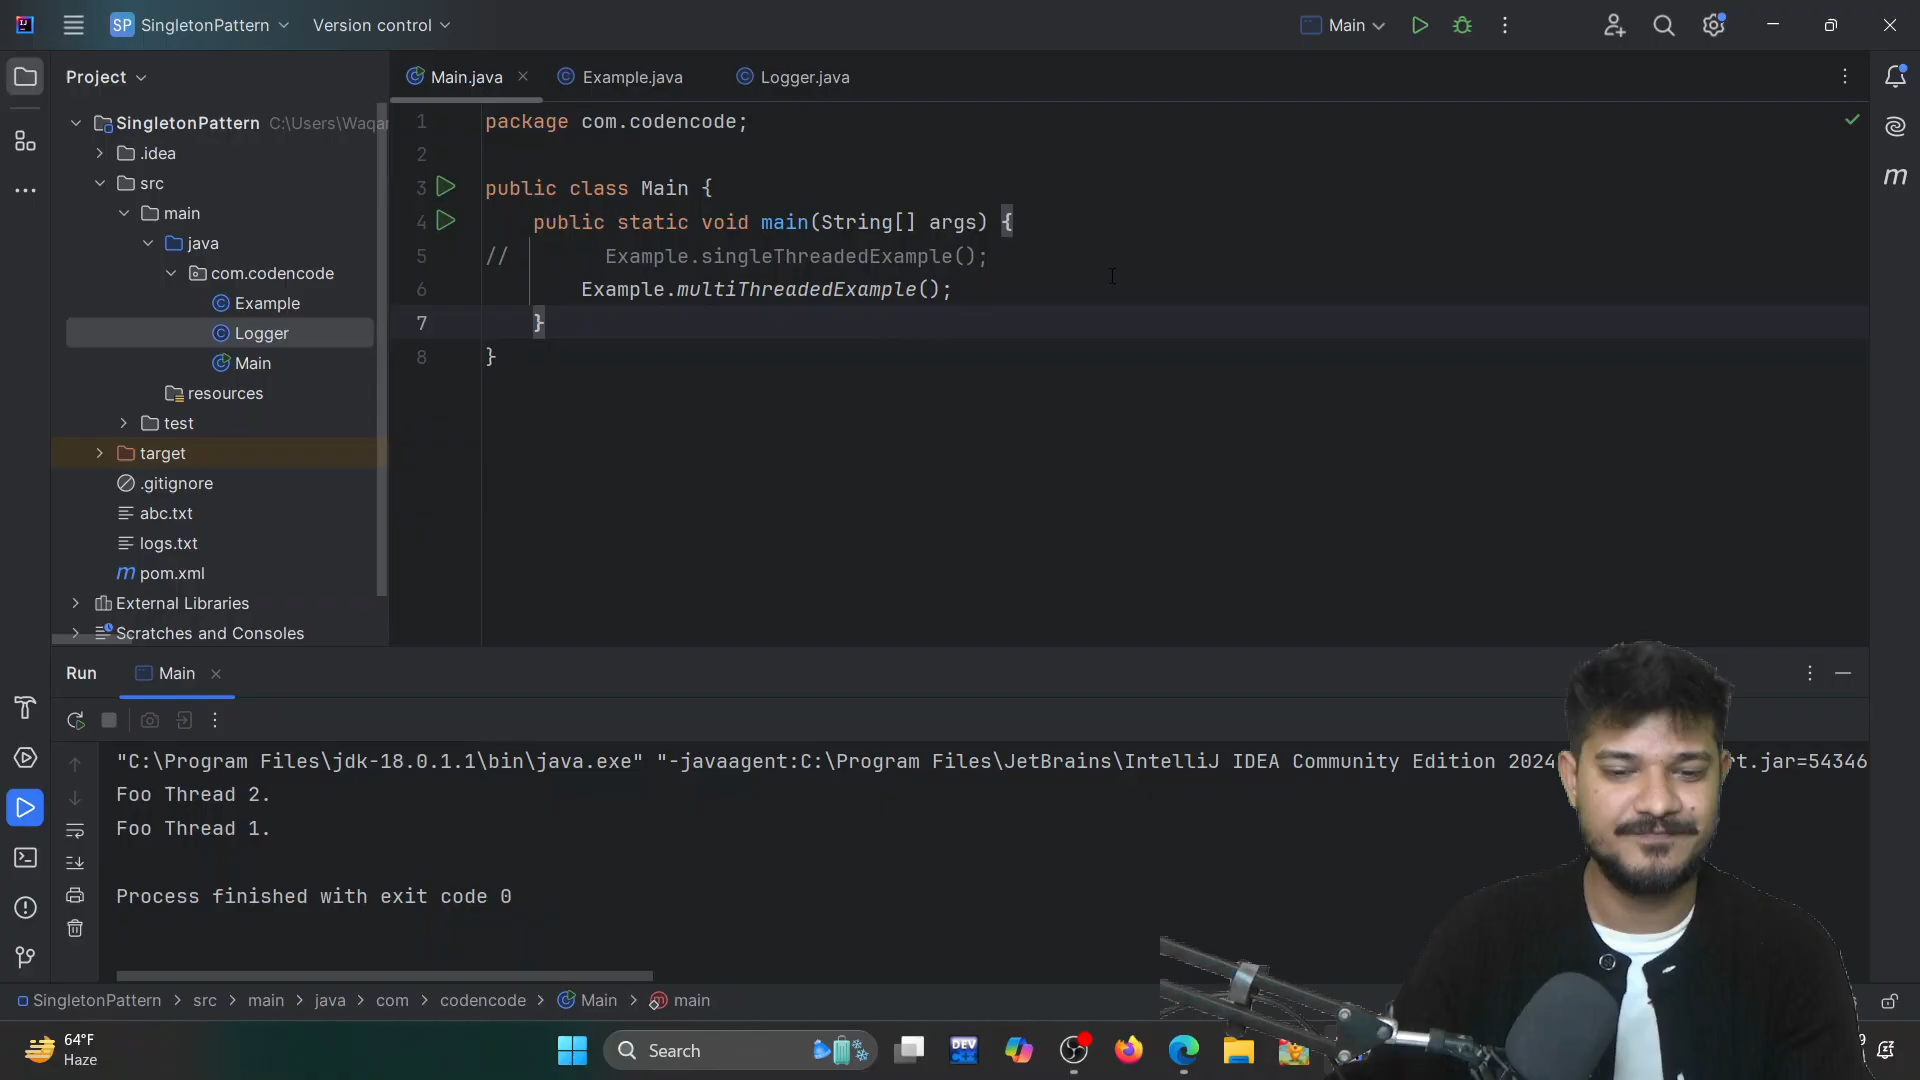 SP SingletonPattern Version control Main
Project Main.java Example.java Logger.java
SingletonPattern C:\Users\Waqar
.idea
src
main
java
com.codencode
Example
Logger
Main
resources
test
target
.gitignore
abc.txt
logs.txt
m pom.xml
External Libraries
Scratches and Consoles
1 package com.codencode;
2
3 public class Main {
4 public static void main(String[] args) {
5 // Example.singleThreadedExample();
6 Example.multiThreadedExample();
7 }
8 }
m
Run Main
"C:\Program Files\jdk-18.0.1.1\bin\java.exe" "-javaagent:C:\Program Files\JetBrains\IntelliJ IDEA Community Edition 2024 t.jar=54346
Foo Thread 2.
Foo Thread 1.
Process finished with exit code 0
SingletonPattern > src > main > java > com > codencode > Main > main
64°F
Haze
Search
DEV